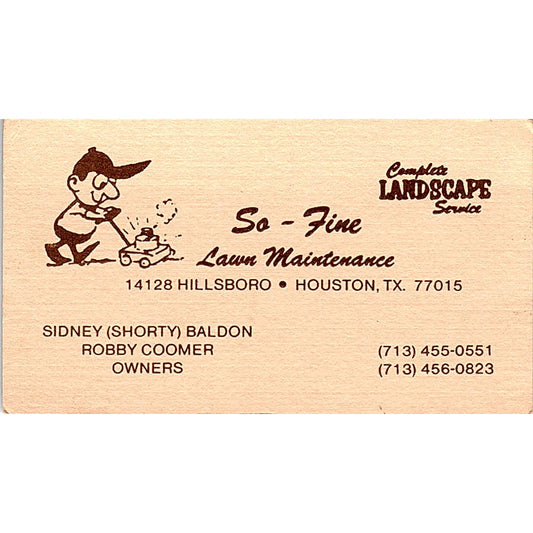 Complete
LANDSCAPE
Service
So - Fine
Lawn Maintenance
14128 HILLSBORO • HOUSTON, TX. 77015
SIDNEY (SHORTY) BALDON
ROBBY COOMER
OWNERS
(713) 455-0551
(713) 456-0823